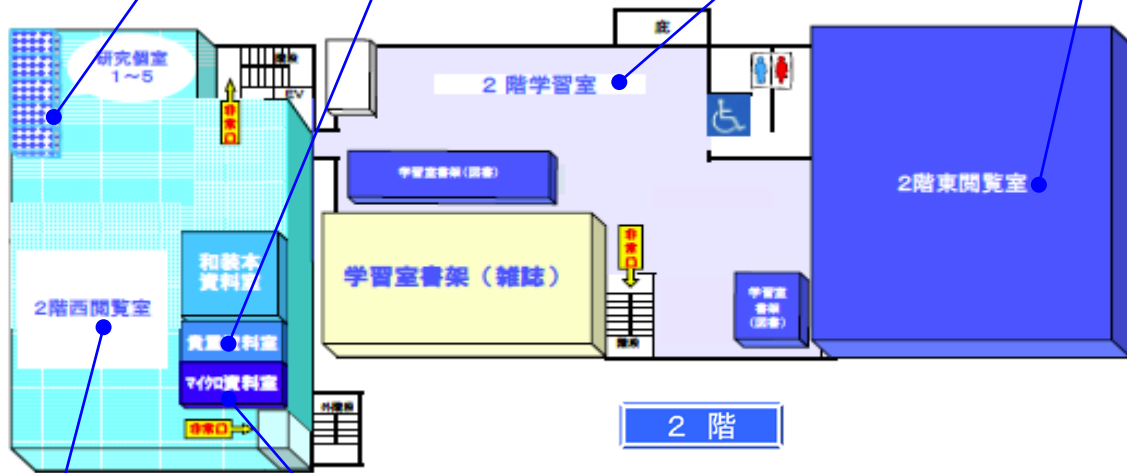 研究個室
1～5
階段
EV
非常口
庇
2 階学習室
学習室書架(図書)
2階東閲覧室
和装本
資料室
学習室書架（雑誌）
非常口
2階西閲覧室
貴重資料室
マイクロ資料室
学習室
書架
(図書)
階段
外階段
非常口
2 階